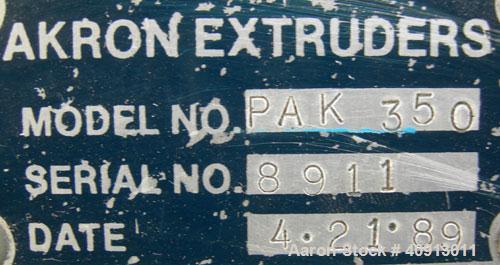 AKRON EXTRUDERS
MODEL NO. PAK 350
SERIAL NO. 8911
DATE 4·21·89
Aaron Stock # 40913011